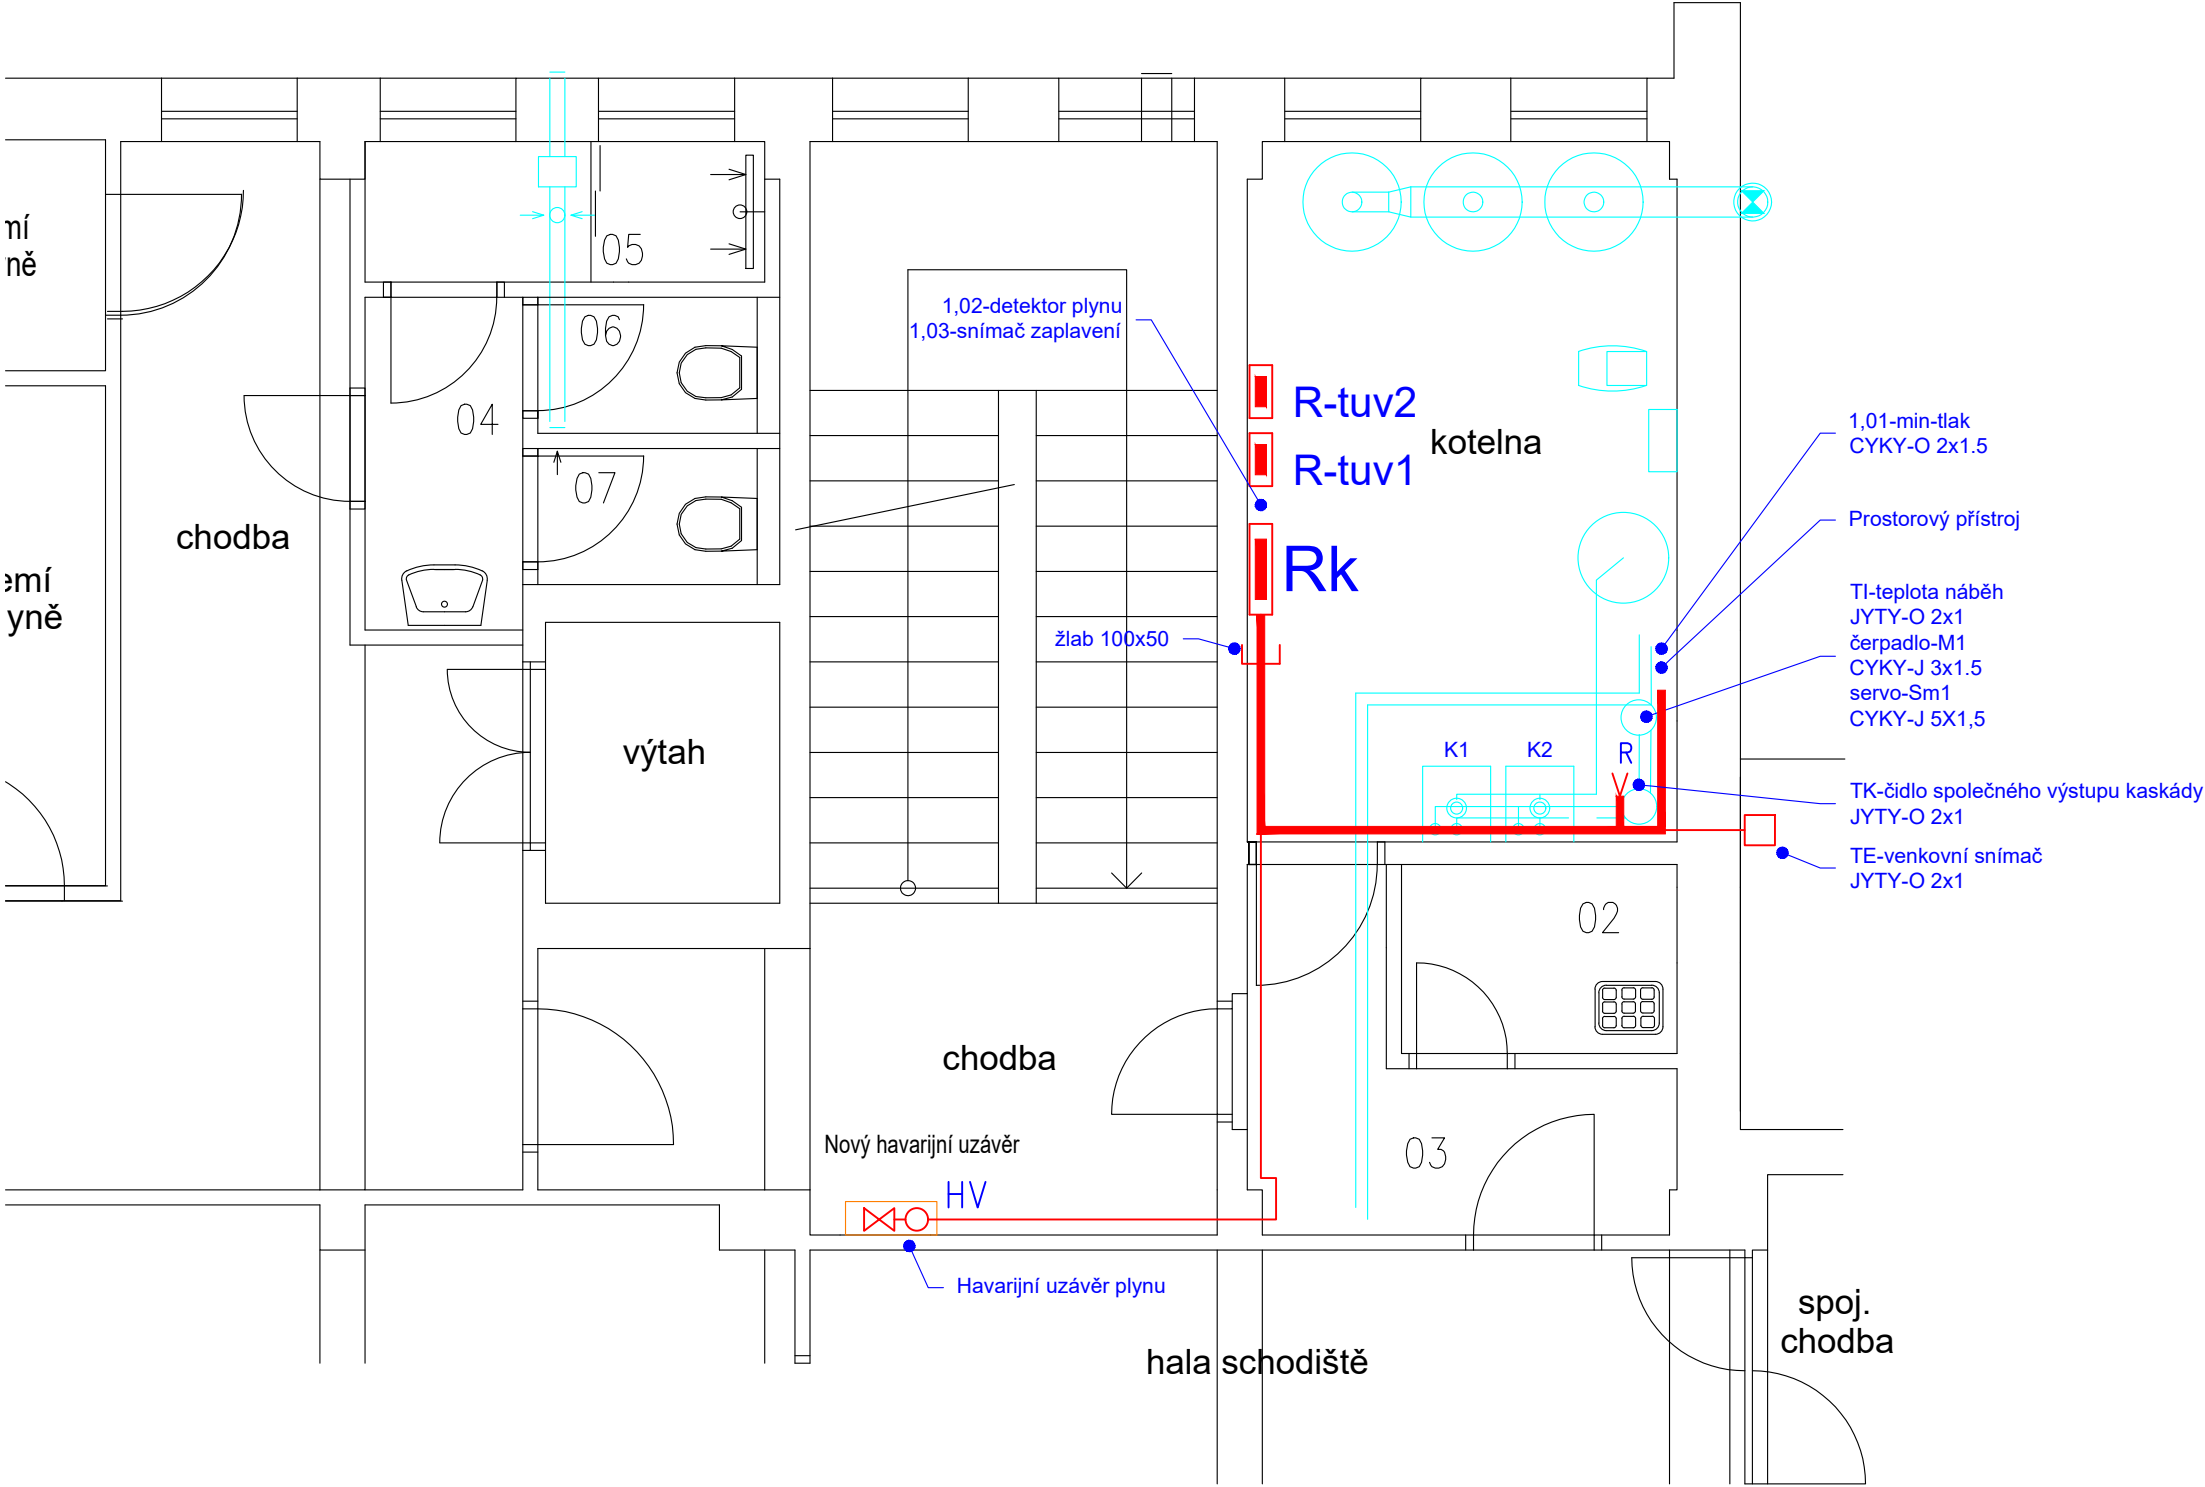 mí
ně
05
1,02-detektor plynu
1,03-snímač zaplavení
06
R-tuv2
04
kotelna
1,01-min-tlak
CYKY-O 2x1.5
R-tuv1
07
chodba
Prostorový přístroj
Rk
emí
yně
TI-teplota náběh
JYTY-O 2x1
čerpadlo-M1
CYKY-J 3x1.5
servo-Sm1
CYKY-J 5X1,5
žlab 100x50
výtah
K1
K2
R
TK-čidlo společného výstupu kaskády
JYTY-O 2x1
TE-venkovní snímač
JYTY-O 2x1
02
chodba
Nový havarijní uzávěr
03
HV
Havarijní uzávěr plynu
spoj.
chodba
hala schodiště